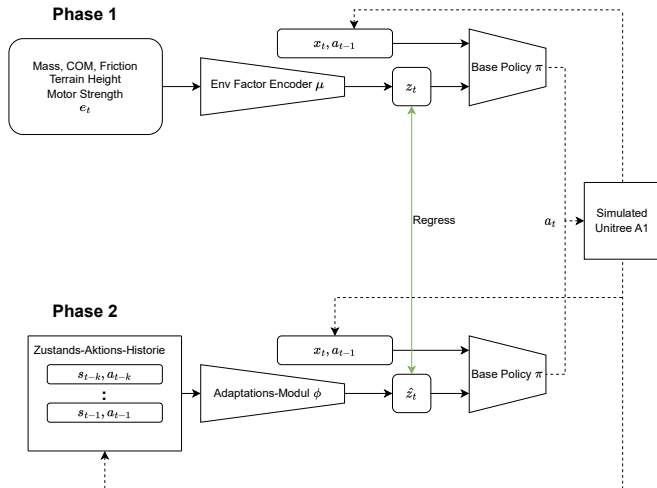 Phase 1
Mass, COM, Friction
Terrain Height
Motor Strength
e_t
Env Factor Encoder μ
x_t, a_{t-1}
z_t
Base Policy π
Regress
a_t
Simulated
Unitree A1
Phase 2
Zustands-Aktions-Historie
s_{t-k}, a_{t-k}
:
s_{t-1}, a_{t-1}
Adaptations-Modul ϕ
x_t, a_{t-1}
ẑ_t
Base Policy π